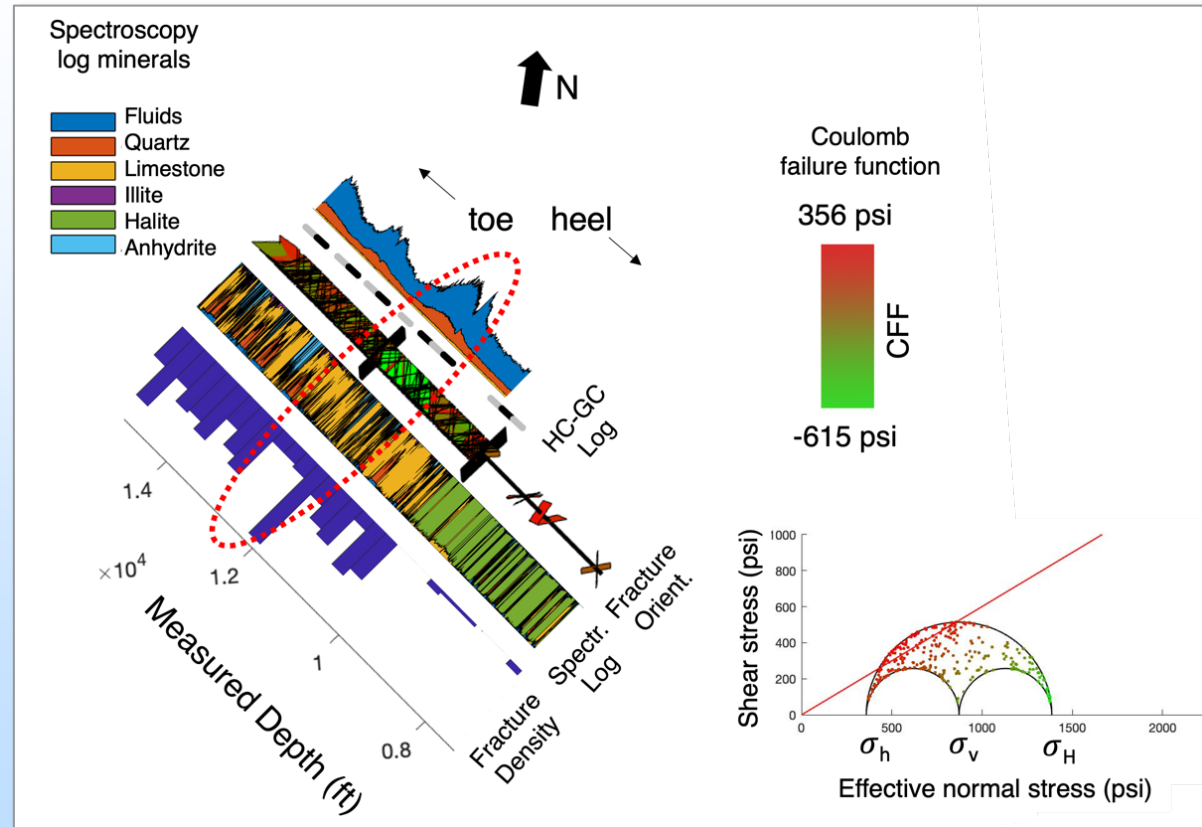 Spectroscopy
log minerals
Fluids
Quartz
Limestone
Illite
Halite
Anhydrite
N
toe heel
HC-GC
Log
Fracture
Orient.
Spectr.
Log
Fracture
Density
1.4
1.2
1
0.8
×10⁴
Measured Depth (ft)
Coulomb
failure function
356 psi
CFF
-615 psi
Shear stress (psi)
1000
800
600
400
200
0
0 500 1000 1500 2000
σh σv σH
Effective normal stress (psi)